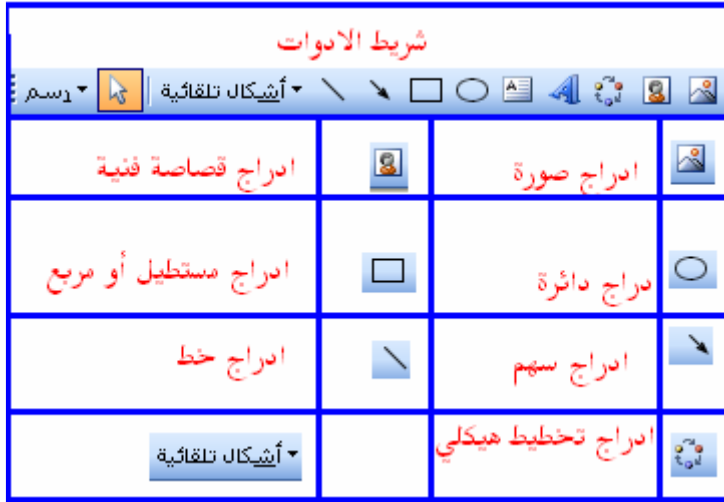 شريط الادوات
رسم أشكال تلقائية
ادراج صورة
ادراج قصاصة فنية
دراج دائرة
ادراج مستطيل أو مربع
ادراج سهم
ادراج خط
ادراج تخطيط هيكلي
أشكال تلقائية